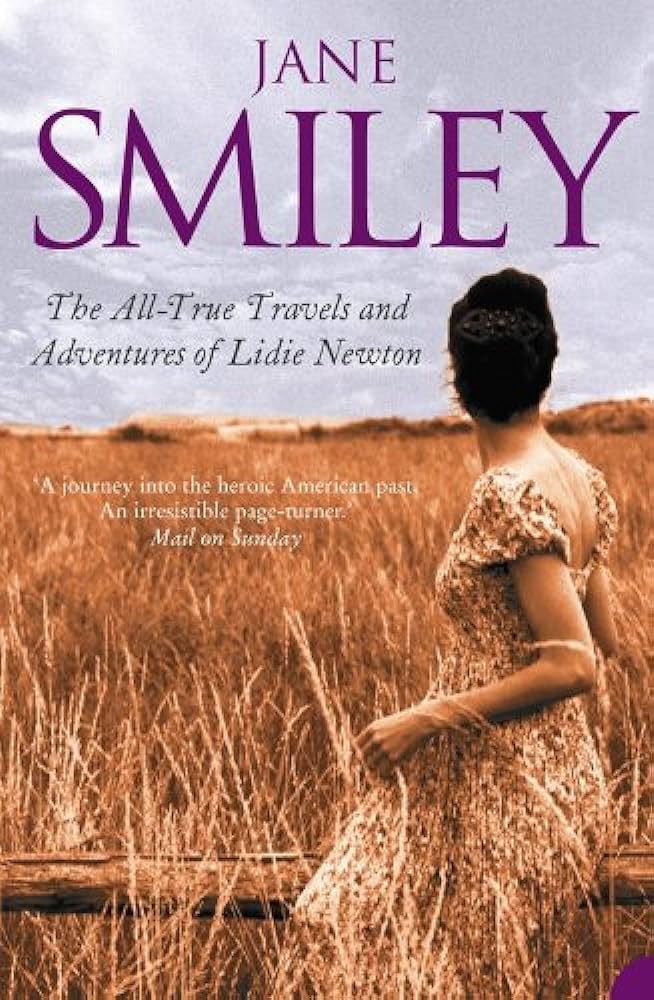 JANE
SMILEY
The All-True Travels and
Adventures of Lidie Newton
'A journey into the heroic American past.
An irresistible page-turner.'
Mail on Sunday